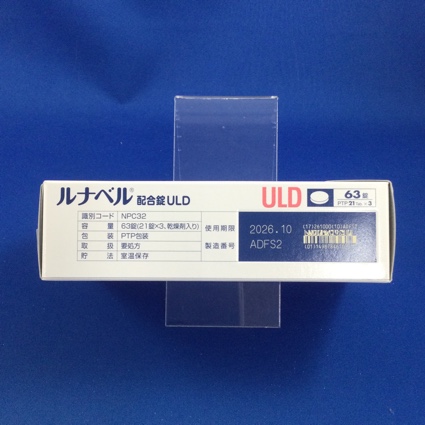 ルナベル® 配合錠ULD
識別コード NPC32
容量 63錠(21錠×3、乾燥剤入り)
包装 PTP包装
取扱 要処方
貯法 室温保存
使用期限 2026.10
製造番号 ADFS2
ULD
63錠
PTP 21 Tab. × 3